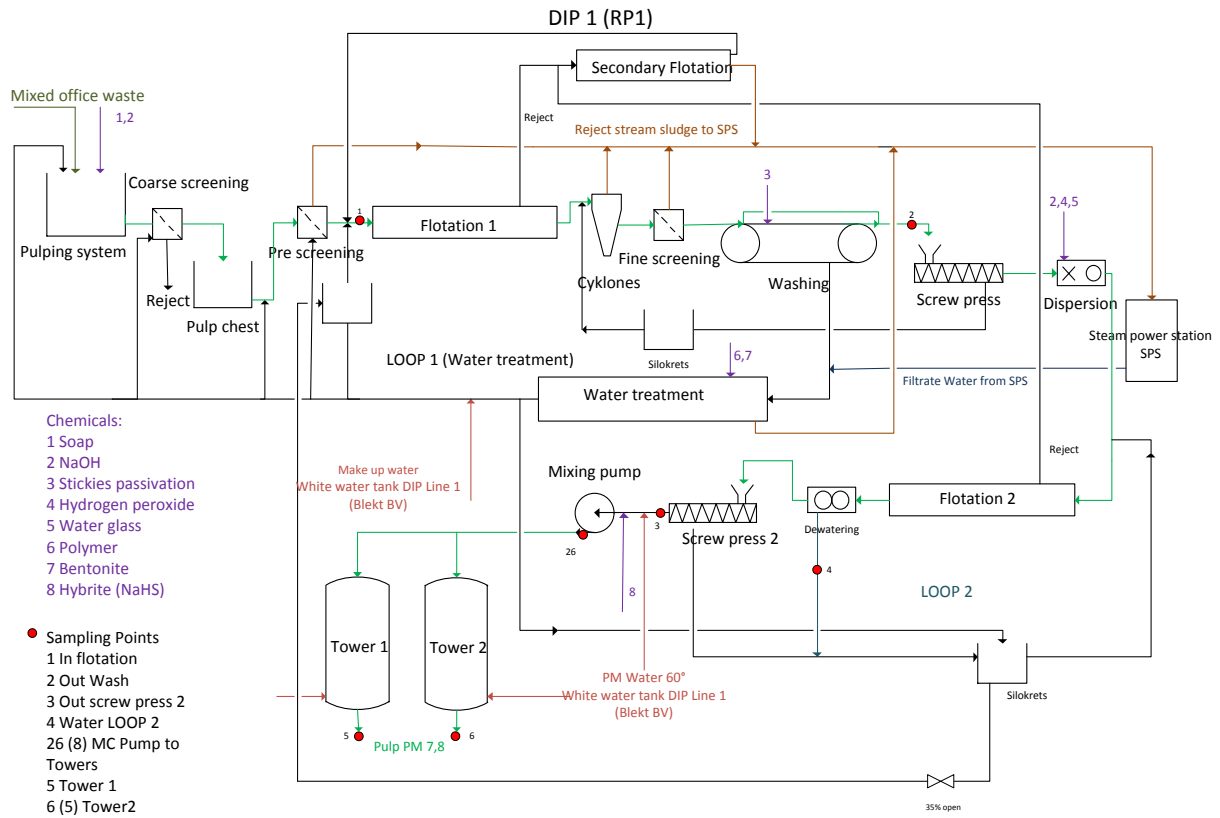 DIP 1 (RP1)
Secondary Flotation
Mixed office waste
1,2
Reject
Reject stream sludge to SPS
Coarse screening
3
2,4,5
1
2
Flotation 1
Pulping system
Pre screening
Fine screening
Cyklones
Washing
Screw press
Dispersion
Reject
Pulp chest
Steam power station
SPS
LOOP 1 (Water treatment)
Silokrets
6,7
Filtrate Water from SPS
Water treatment
Chemicals:
1 Soap
2 NaOH
3 Stickies passivation
4 Hydrogen peroxide
5 Water glass
6 Polymer
7 Bentonite
8 Hybrite (NaHS)
Make up water
White water tank DIP Line 1
(Blekt BV)
Mixing pump
Reject
Flotation 2
3
Screw press 2
Dewatering
26
4
8
LOOP 2
Sampling Points
1 In flotation
2 Out Wash
3 Out screw press 2
4 Water LOOP 2
26 (8) MC Pump to
Towers
5 Tower 1
6 (5) Tower2
Tower 1
Tower 2
PM Water 60°
White water tank DIP Line 1
(Blekt BV)
Silokrets
5
6
Pulp PM 7,8
35% open